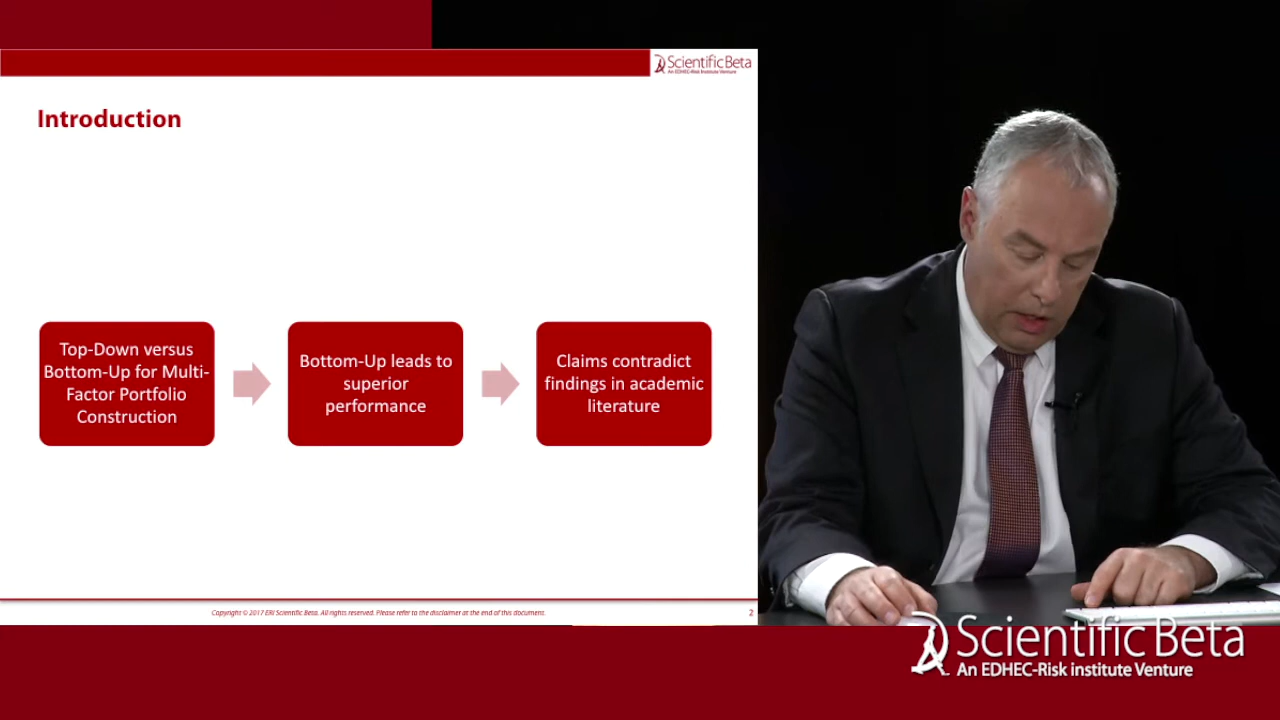 Scientific Beta
An EDHEC-Risk Institute Venture
Introduction
Top-Down versus
Bottom-Up for Multi-
Factor Portfolio
Construction
Bottom-Up leads to
superior
performance
Claims contradict
findings in academic
literature
Copyright © 2017 ERI Scientific Beta. All rights reserved. Please refer to the disclaimer at the end of this document.
2
Scientific Beta
An EDHEC-Risk institute Venture